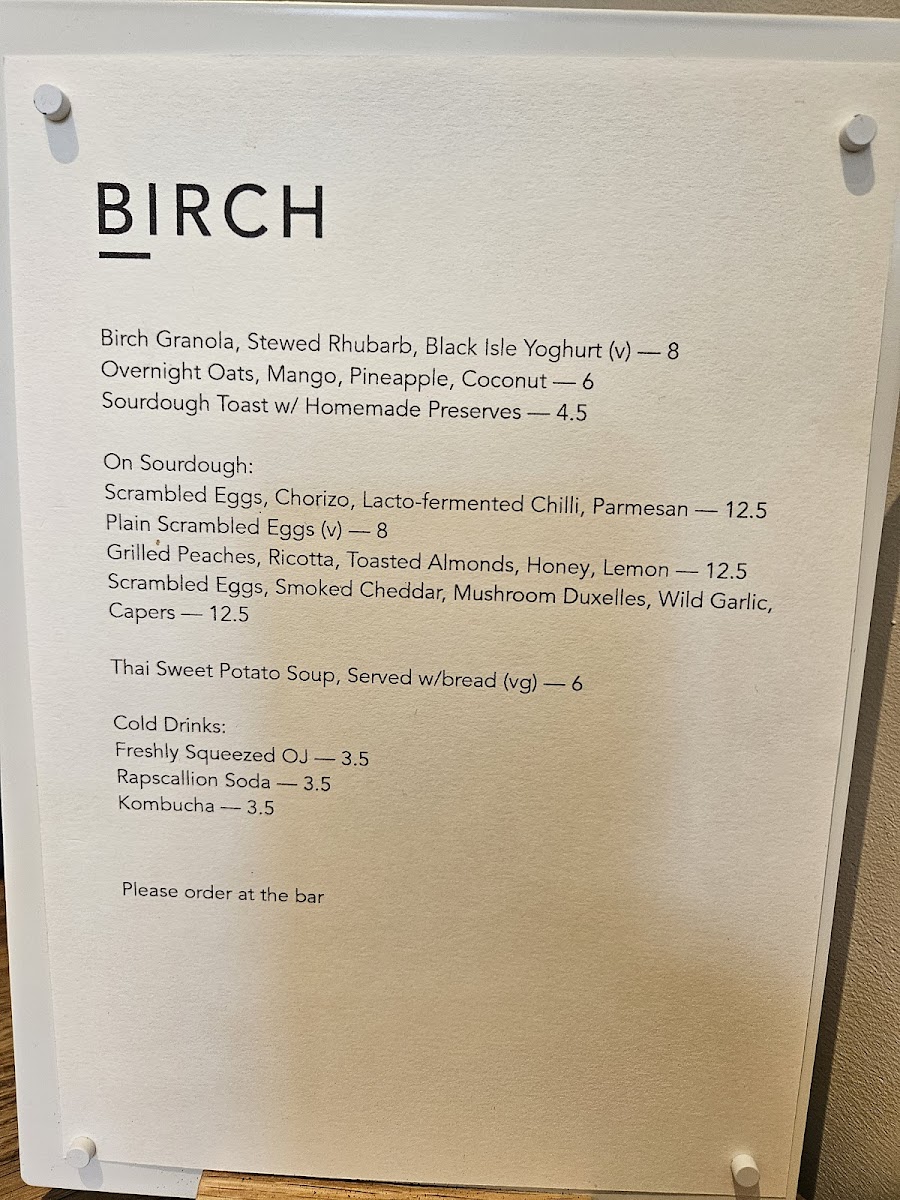 BIRCH
Birch Granola, Stewed Rhubarb, Black Isle Yoghurt (v) — 8
Overnight Oats, Mango, Pineapple, Coconut — 6
Sourdough Toast w/ Homemade Preserves — 4.5
On Sourdough:
Scrambled Eggs, Chorizo, Lacto-fermented Chilli, Parmesan — 12.5
Plain Scrambled Eggs (v) — 8
Grilled Peaches, Ricotta, Toasted Almonds, Honey, Lemon — 12.5
Scrambled Eggs, Smoked Cheddar, Mushroom Duxelles, Wild Garlic,
Capers — 12.5
Thai Sweet Potato Soup, Served w/bread (vg) — 6
Cold Drinks:
Freshly Squeezed OJ — 3.5
Rapscallion Soda — 3.5
Kombucha — 3.5
Please order at the bar